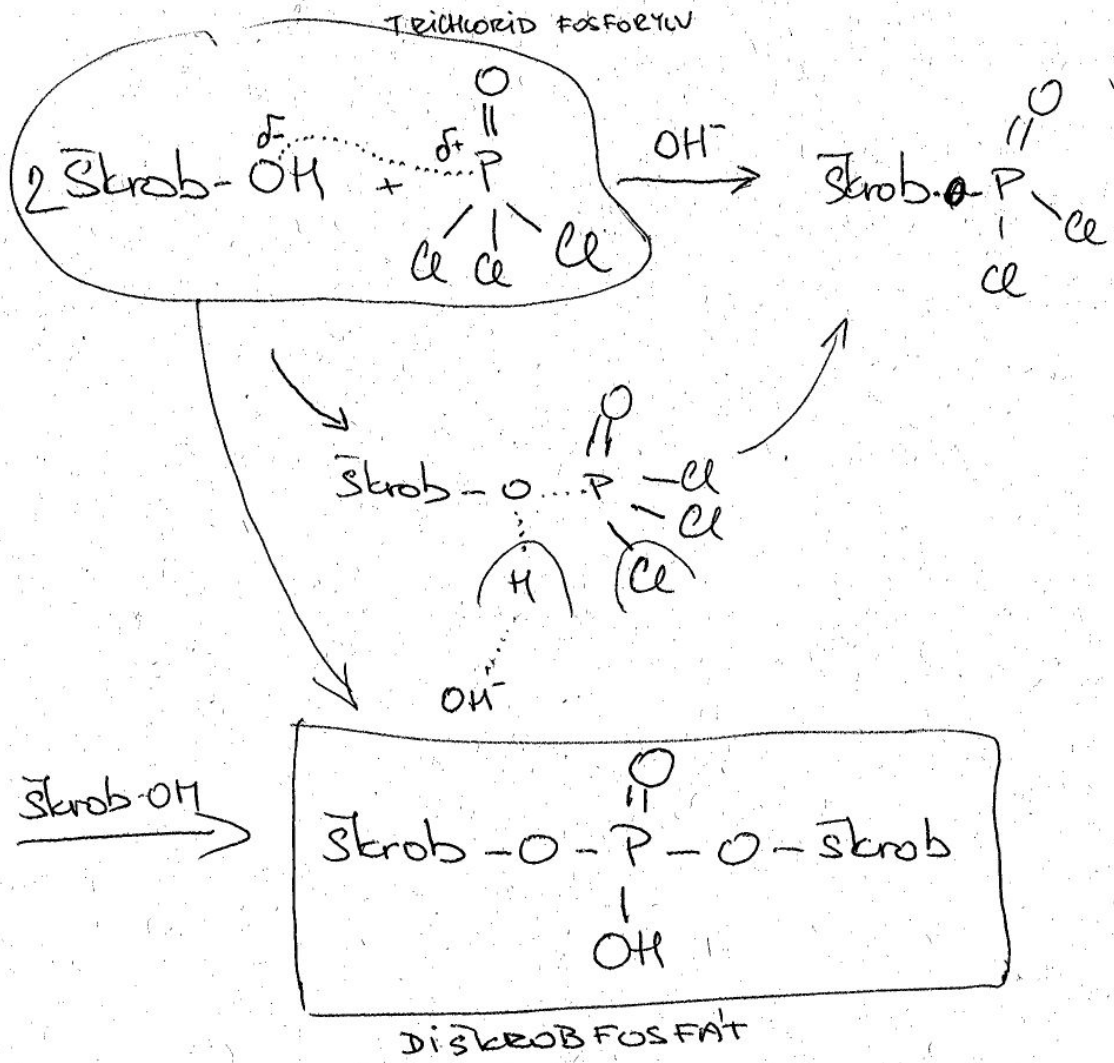 TRICHLORID FOSFORYLU
O
δ- δ+
2 Škrob-OH + P
Cl Cl Cl
OH⁻
O
Škrob-O-P
Cl
Cl
O
Škrob-O....P-Cl
Cl
H Cl
OH⁻
Škrob-OH
O
Škrob-O-P-O-Škrob
OH
DIŠKROBFOSFÁT